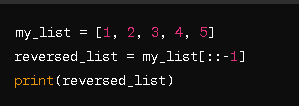 my_list = [1, 2, 3, 4, 5]
reversed_list = my_list[::-1]
print(reversed_list)